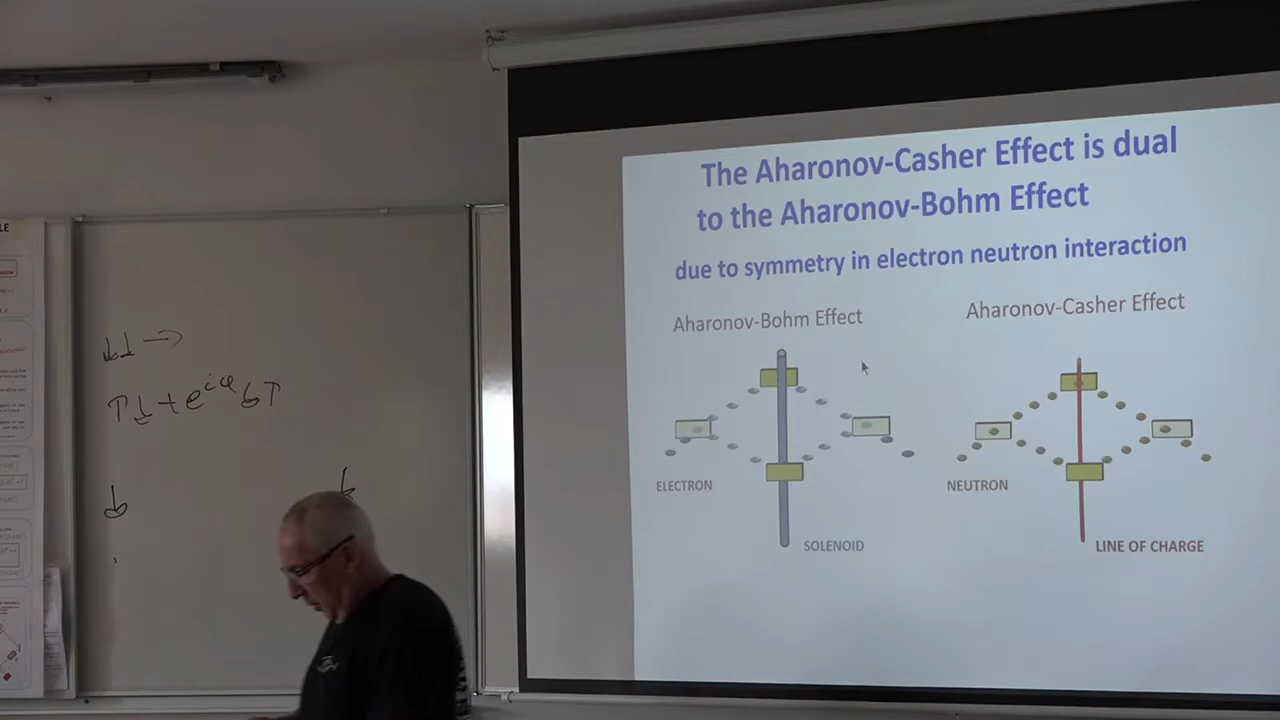 ↓↓ →
↑↓ + e^{iφ} ↓↑
↓
The Aharonov-Casher Effect is dual
to the Aharonov-Bohm Effect
due to symmetry in electron neutron interaction
Aharonov-Bohm Effect
Aharonov-Casher Effect
ELECTRON
NEUTRON
SOLENOID
LINE OF CHARGE